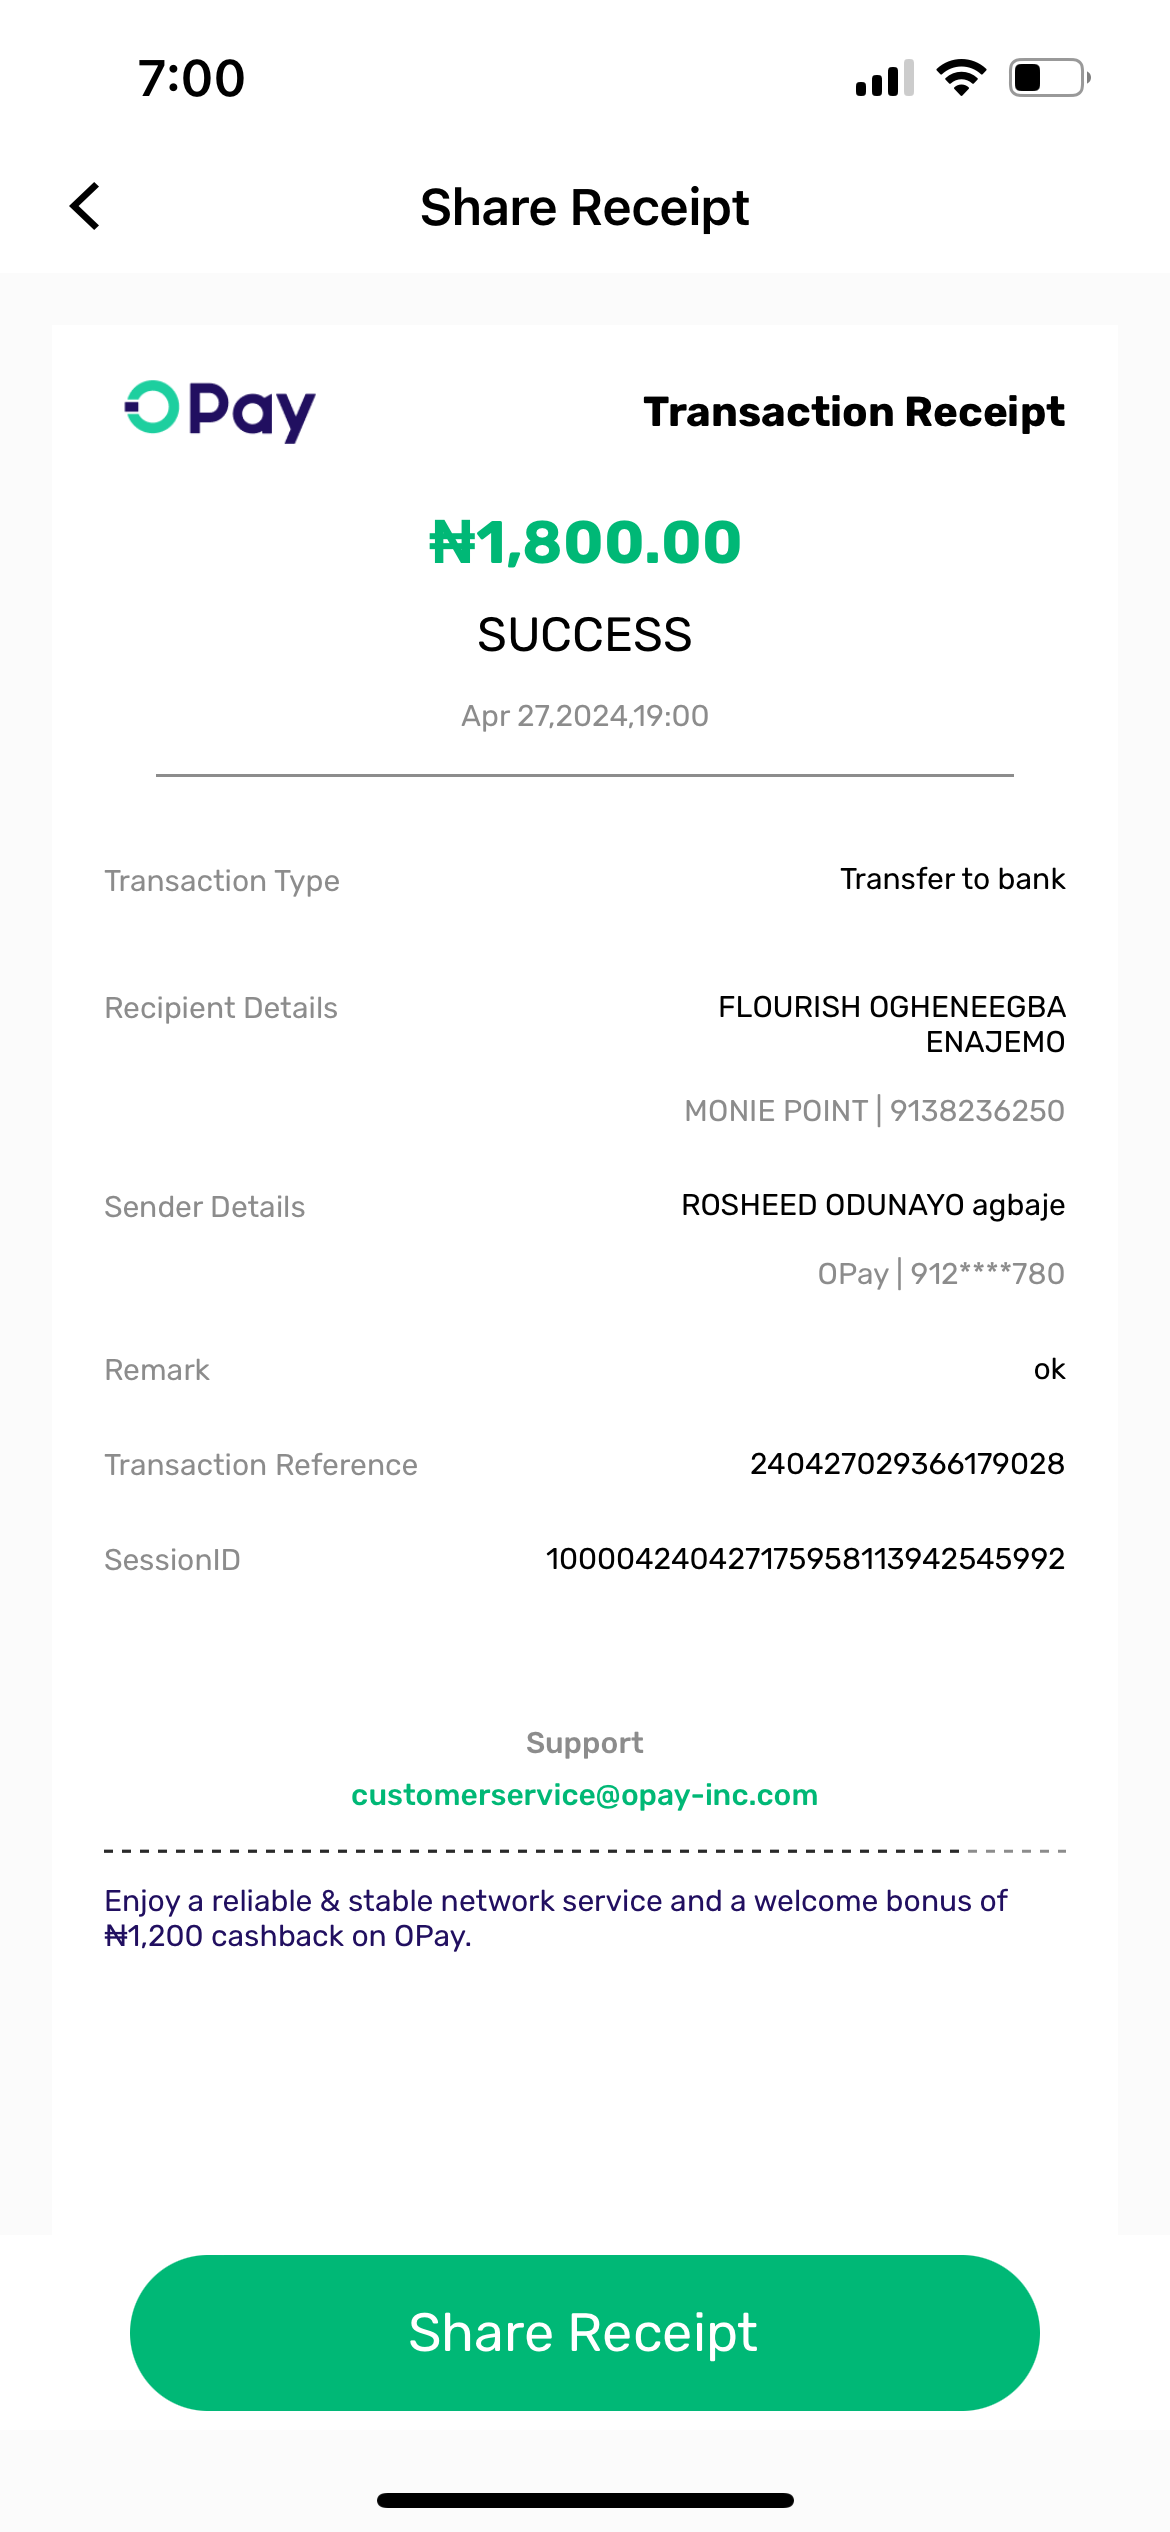 7:00
Share Receipt
OPay
Transaction Receipt
₦1,800.00
SUCCESS
Apr 27,2024,19:00
Transaction Type
Transfer to bank
Recipient Details
FLOURISH OGHENEEGBA
ENAJEMO
MONIE POINT | 9138236250
Sender Details
ROSHEED ODUNAYO agbaje
OPay | 912****780
Remark
ok
Transaction Reference
240427029366179028
SessionID
100004240427175958113942545992
Support
customerservice@opay-inc.com
Enjoy a reliable & stable network service and a welcome bonus of
₦1,200 cashback on OPay.
Share Receipt